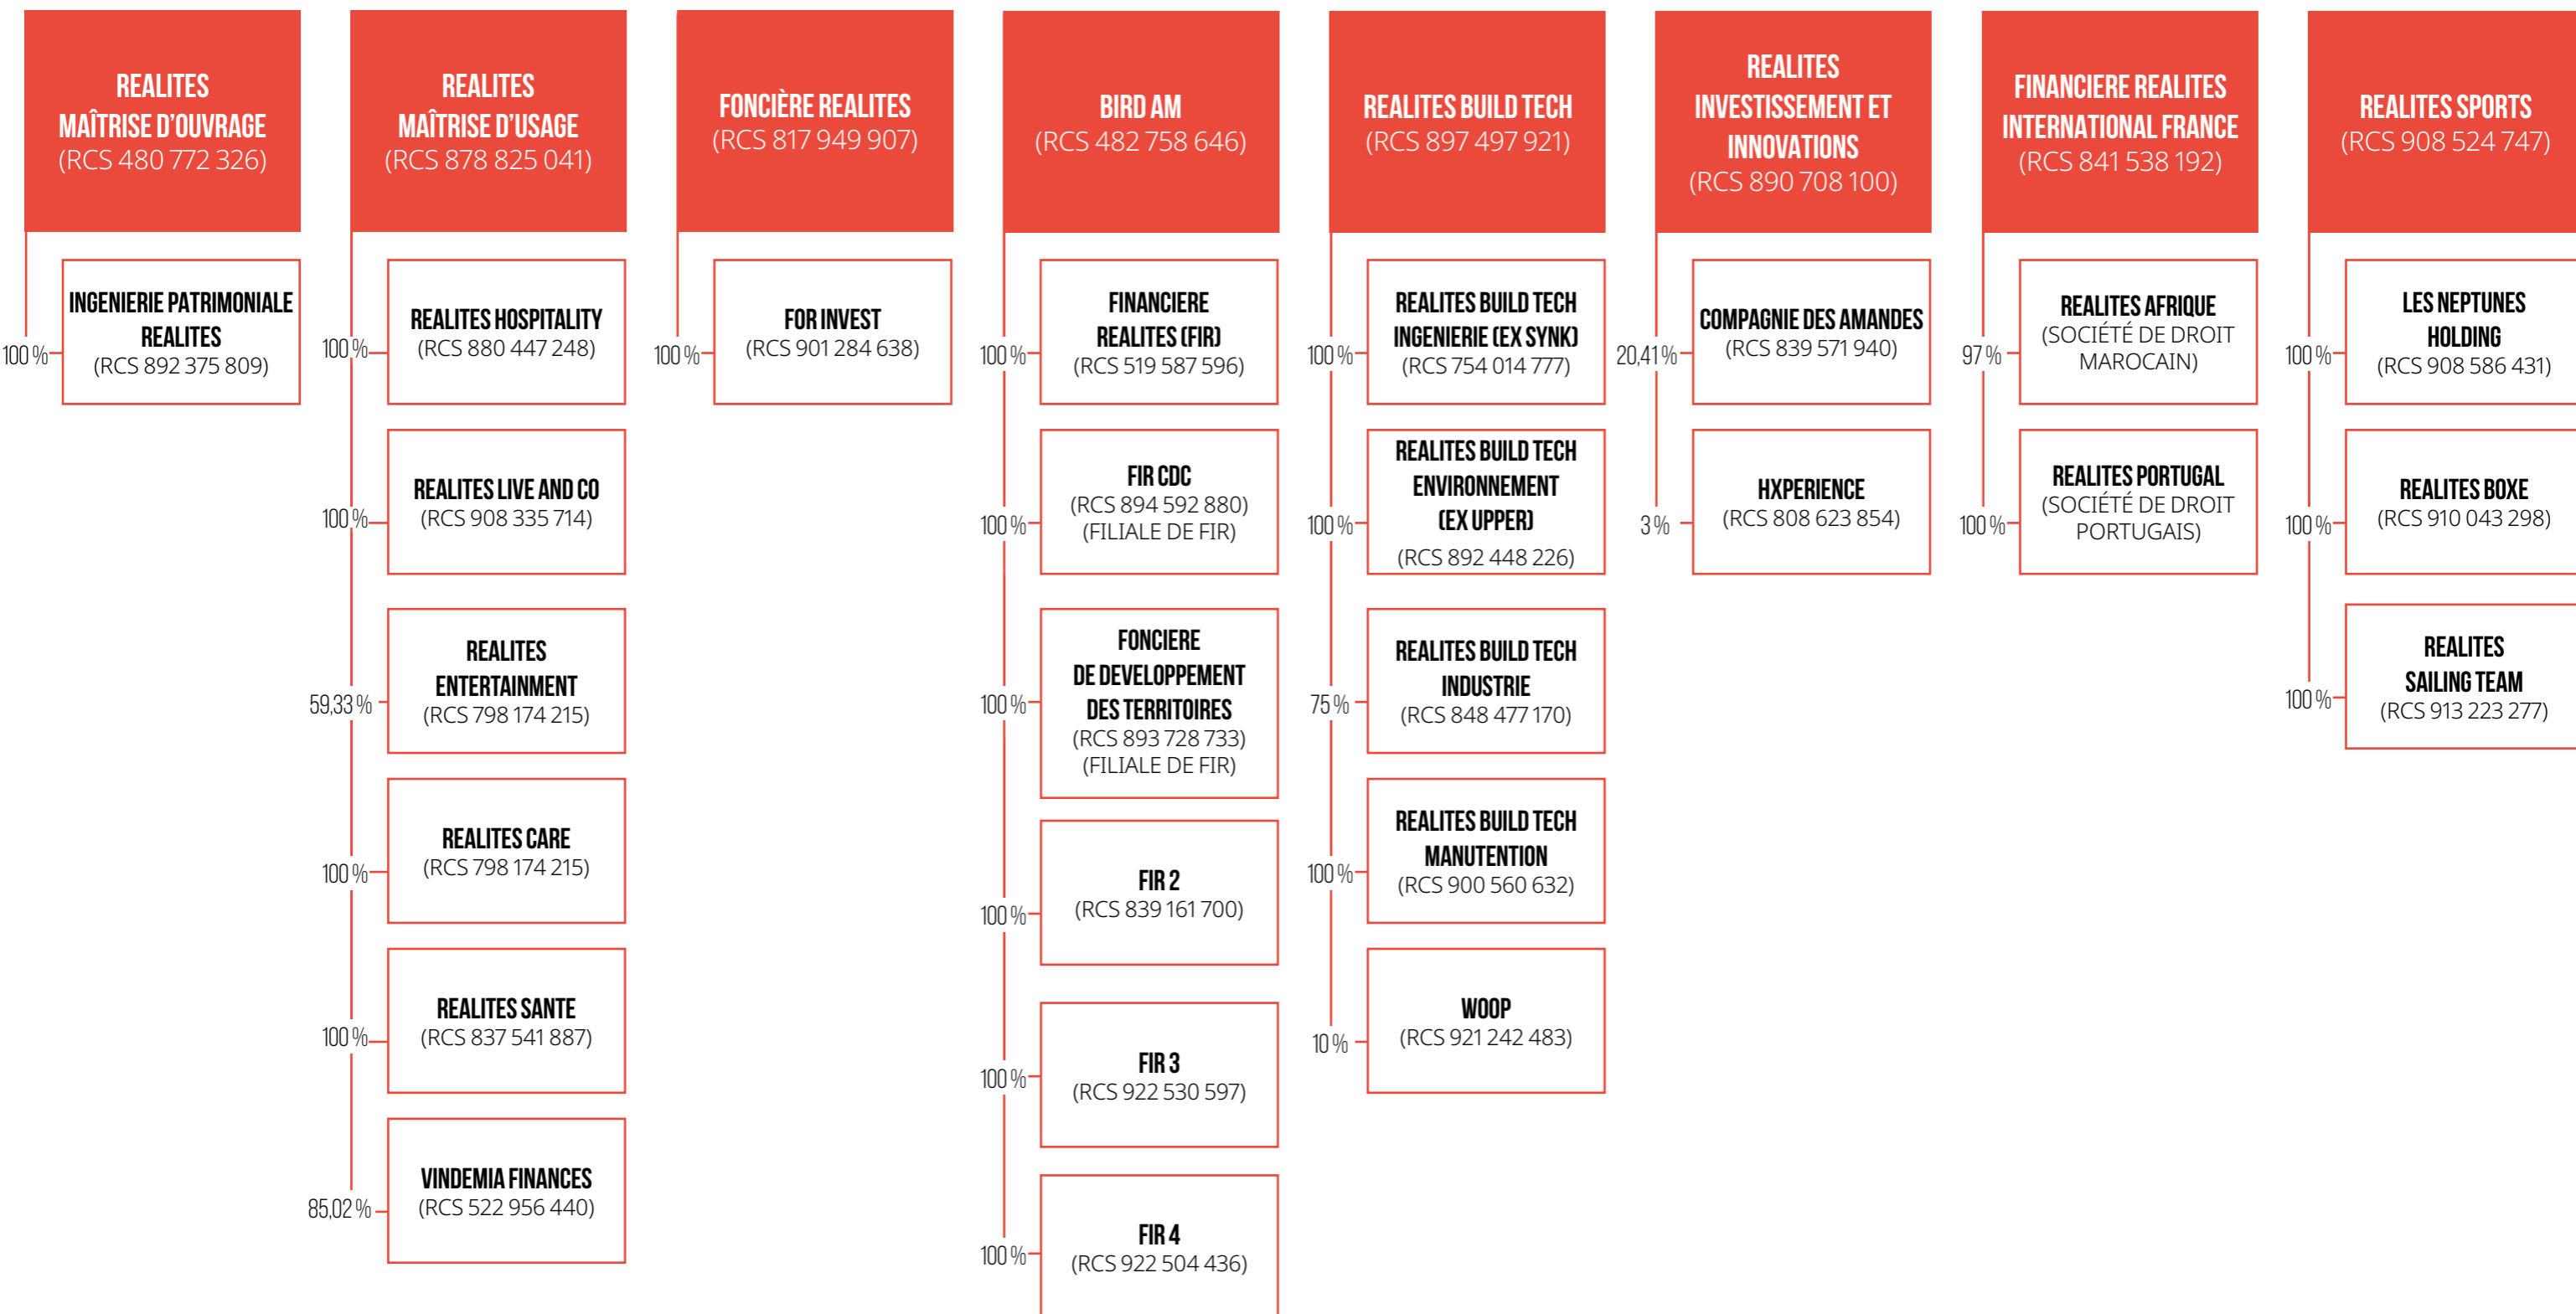 REALITES
MAÎTRISE D'OUVRAGE
(RCS 480 772 326)
100 %
INGENIERIE PATRIMONIALE
REALITES
(RCS 892 375 809)
REALITES
MAÎTRISE D'USAGE
(RCS 878 825 041)
100 %
REALITES HOSPITALITY
(RCS 880 447 248)
100 %
REALITES LIVE AND CO
(RCS 908 335 714)
59,33 %
REALITES
ENTERTAINMENT
(RCS 798 174 215)
100 %
REALITES CARE
(RCS 798 174 215)
100 %
REALITES SANTE
(RCS 837 541 887)
85,02 %
VINDEMIA FINANCES
(RCS 522 956 440)
FONCIÈRE REALITES
(RCS 817 949 907)
100 %
FOR INVEST
(RCS 901 284 638)
BIRD AM
(RCS 482 758 646)
100 %
FINANCIERE
REALITES (FIR)
(RCS 519 587 596)
100 %
FIR CDC
(RCS 894 592 880)
(FILIALE DE FIR)
100 %
FONCIERE
DE DEVELOPPEMENT
DES TERRITOIRES
(RCS 893 728 733)
(FILIALE DE FIR)
100 %
FIR 2
(RCS 839 161 700)
100 %
FIR 3
(RCS 922 530 597)
100 %
FIR 4
(RCS 922 504 436)
REALITES BUILD TECH
(RCS 897 497 921)
100 %
REALITES BUILD TECH
INGENIERIE (EX SYNK)
(RCS 754 014 777)
100 %
REALITES BUILD TECH
ENVIRONNEMENT
(EX UPPER)
(RCS 892 448 226)
75 %
REALITES BUILD TECH
INDUSTRIE
(RCS 848 477 170)
100 %
REALITES BUILD TECH
MANUTENTION
(RCS 900 560 632)
10 %
WOOP
(RCS 921 242 483)
REALITES
INVESTISSEMENT ET
INNOVATIONS
(RCS 890 708 100)
20,41 %
COMPAGNIE DES AMANDES
(RCS 839 571 940)
3 %
HXPERIENCE
(RCS 808 623 854)
FINANCIERE REALITES
INTERNATIONAL FRANCE
(RCS 841 538 192)
97 %
REALITES AFRIQUE
(SOCIÉTÉ DE DROIT
MAROCAIN)
100 %
REALITES PORTUGAL
(SOCIÉTÉ DE DROIT
PORTUGAIS)
REALITES SPORTS
(RCS 908 524 747)
100 %
LES NEPTUNES
HOLDING
(RCS 908 586 431)
100 %
REALITES BOXE
(RCS 910 043 298)
100 %
REALITES
SAILING TEAM
(RCS 913 223 277)